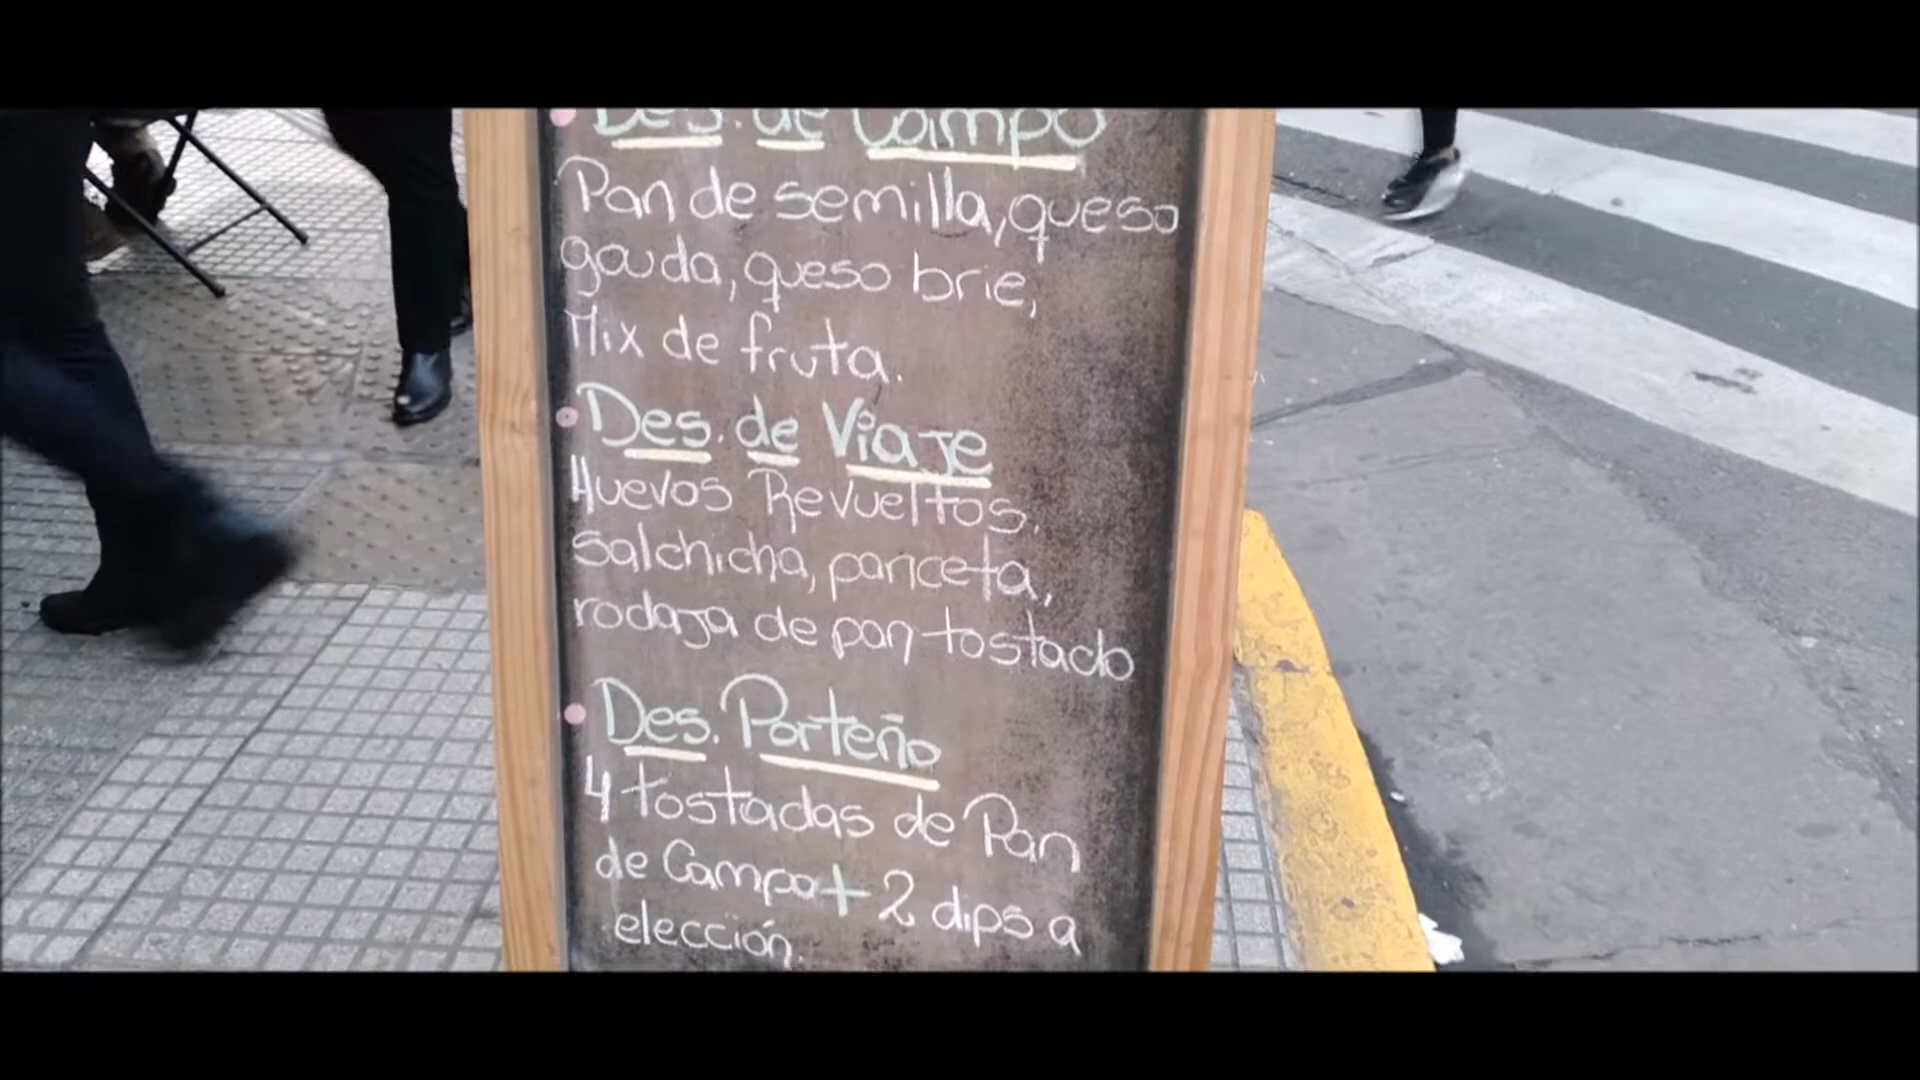 Des. de Campo
Pan de semilla, queso
gouda, queso brie,
Mix de fruta.
Des. de Viaje
Huevos Revueltos,
salchicha, panceta,
rodaja de pan tostado
Des. Porteño
4 tostadas de Pan
de Campo + 2 dips a
elección.